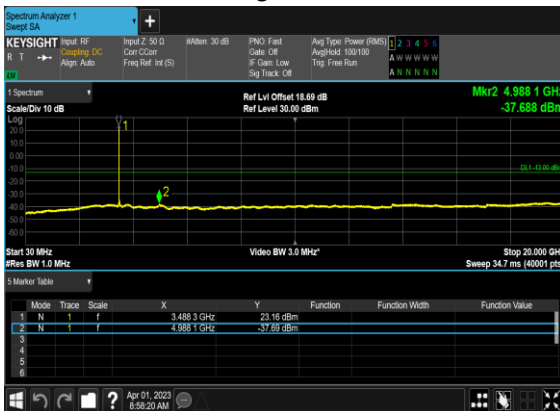 Spectrum Analyzer 1
Swept SA
+
KEYSIGHT Input: RF Input Z: 50 Ω #Atten: 30 dB PNO: Fast Avg Type: Power (RMS) 1 2 3 4 5 6
R T Coupling: DC Corr CCorr Gate: Off Avg|Hold: 100/100 A W W W W W
Align: Auto Freq Ref: Int (S) IF Gain: Low Trig: Free Run
LV Sig Track: Off A N N N N N
1 Spectrum Ref Lvl Offset 18.69 dB Mkr2 4.988 1 GHz
Scale/Div 10 dB Ref Level 30.00 dBm -37.688 dBm
Log
20.0
10.0
0.00
-10.0
-20.0
-30.0
-40.0
-50.0
-60.0
1
2
DL1 -13.00 dBm
Start 30 MHz Video BW 3.0 MHz* Stop 20.000 GHz
#Res BW 1.0 MHz Sweep 34.7 ms (40001 pts)
5 Marker Table
Mode Trace Scale X Y Function Function Width Function Value
1 N 1 f 3.488 3 GHz 23.16 dBm
2 N 1 f 4.988 1 GHz -37.69 dBm
3
4
5
6
? Apr 01, 2023
8:58:20 AM